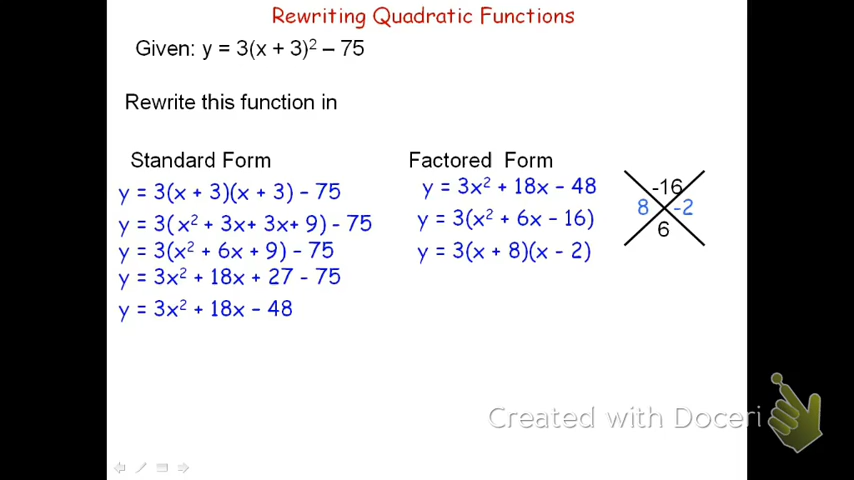 Rewriting Quadratic Functions
Given: y = 3(x + 3)² – 75
Rewrite this function in
Standard Form
y = 3(x + 3)(x + 3) – 75
y = 3( x² + 3x+ 3x+ 9) - 75
y = 3(x² + 6x + 9) – 75
y = 3x² + 18x + 27 - 75
y = 3x² + 18x – 48
Factored Form
y = 3x² + 18x – 48
y = 3(x² + 6x – 16)
y = 3(x + 8)(x – 2)
-16
8 -2
6
Created with Doceri